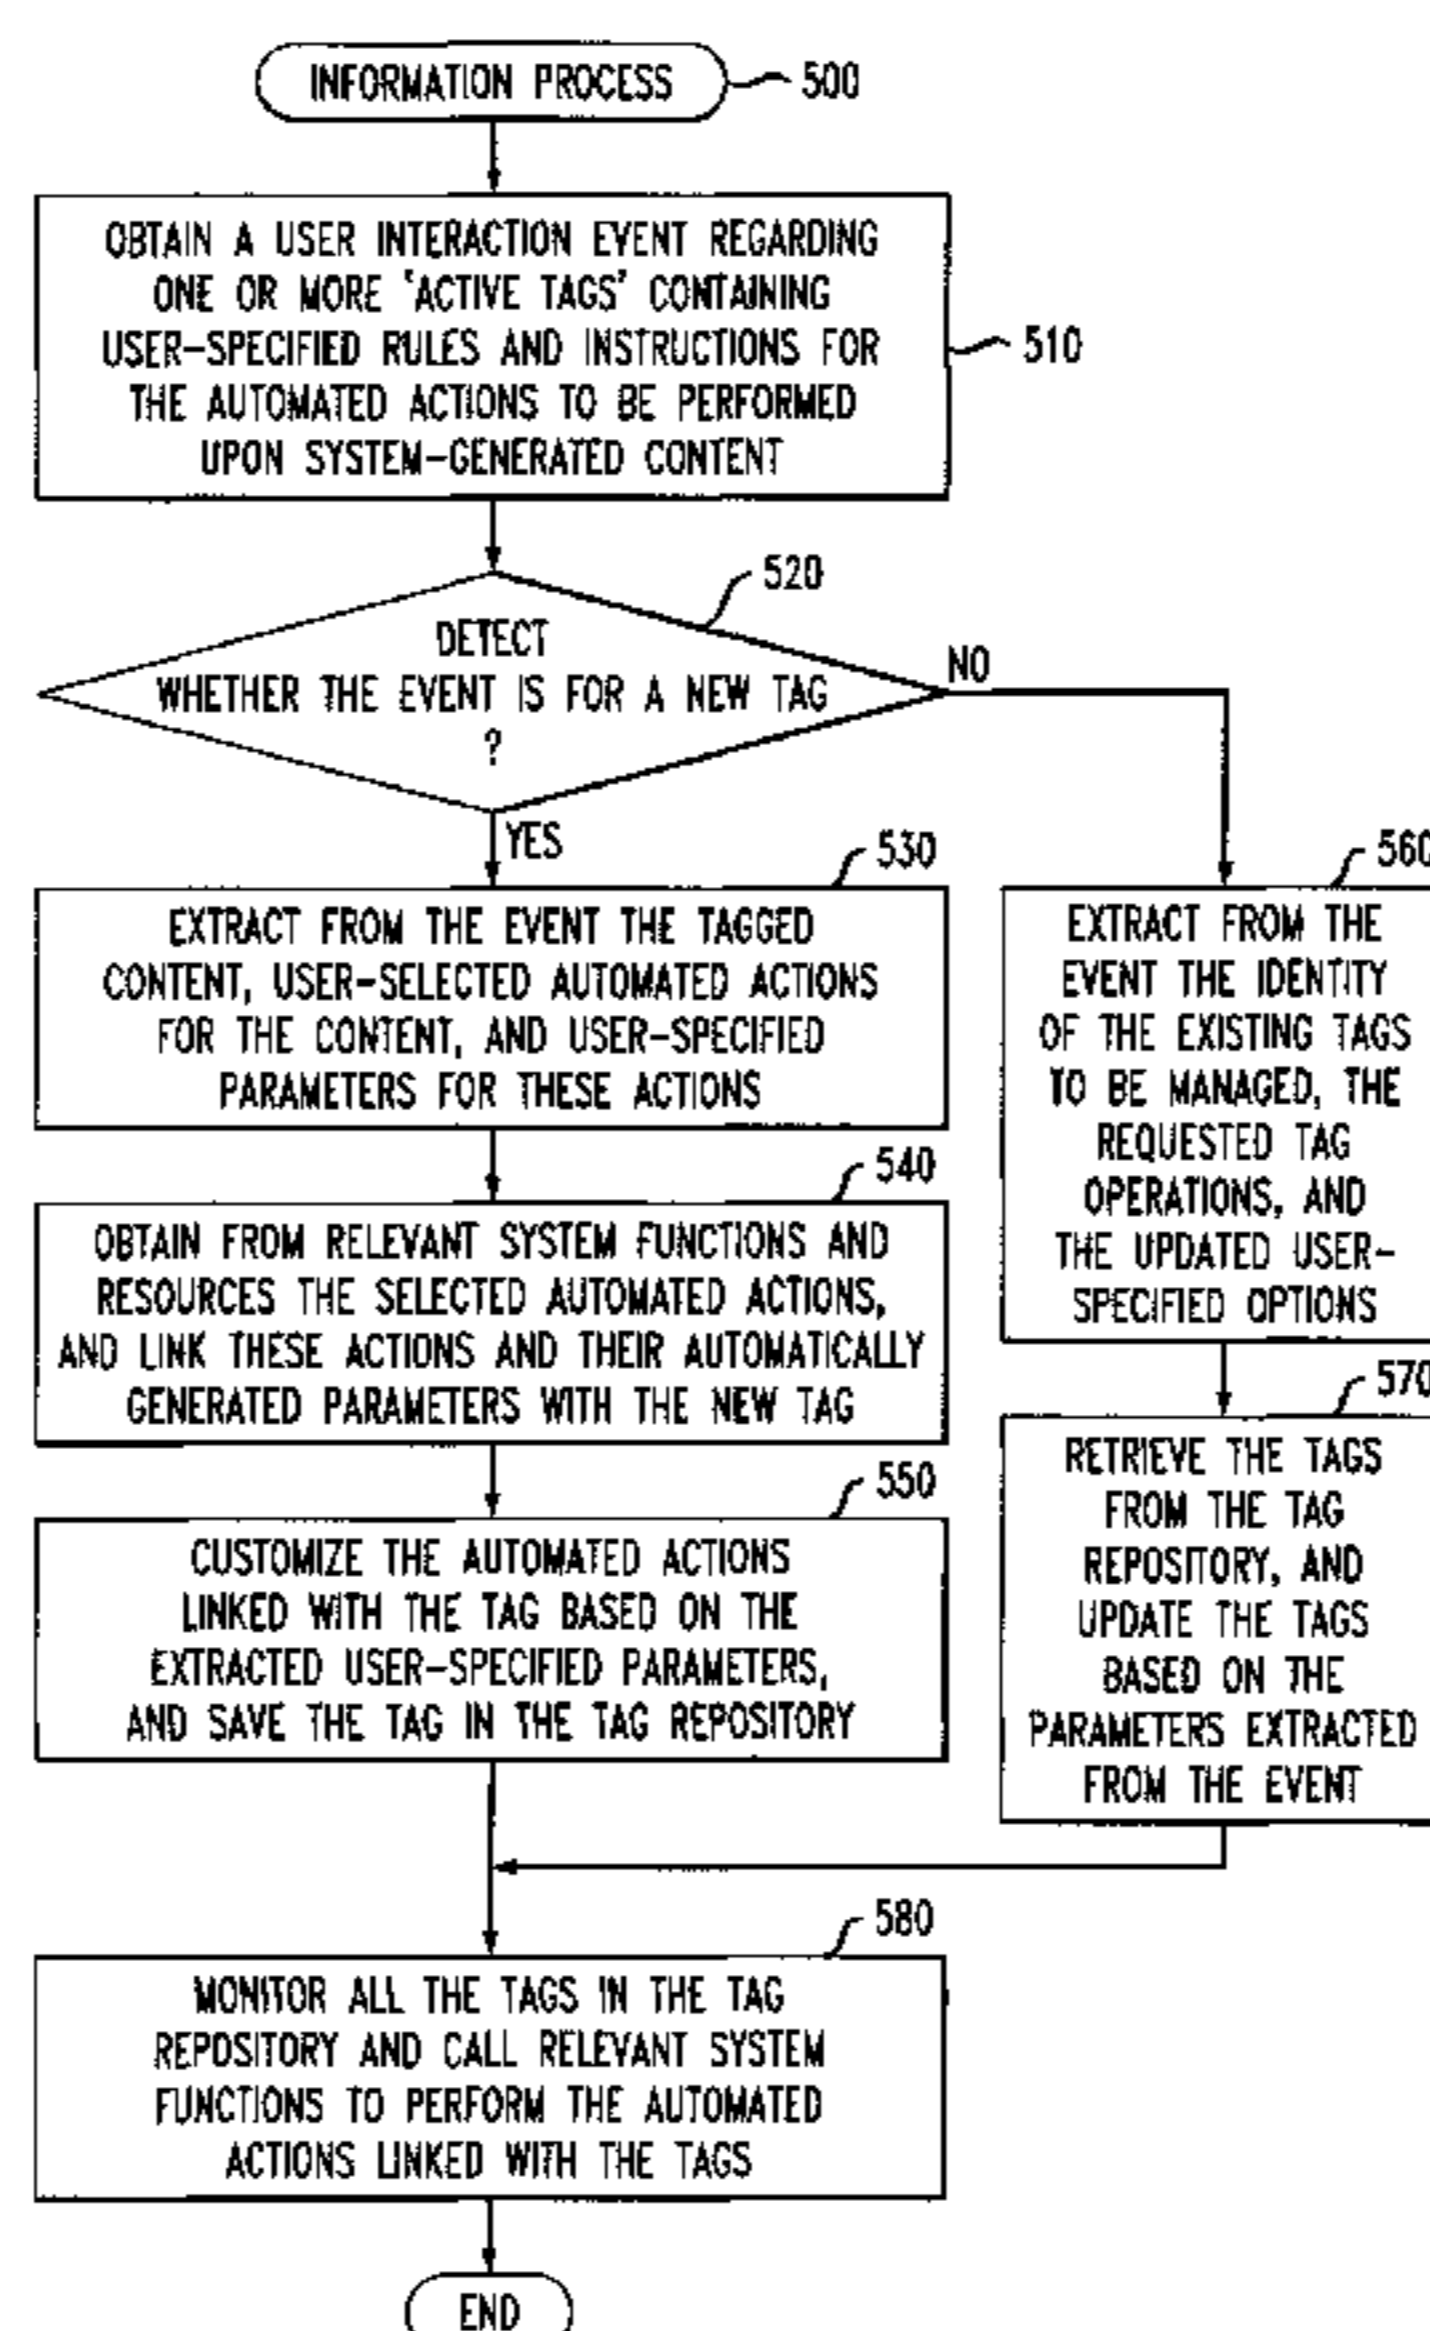 INFORMATION PROCESS
500
OBTAIN A USER INTERACTION EVENT REGARDING
ONE OR MORE 'ACTIVE TAGS' CONTAINING
USER-SPECIFIED RULES AND INSTRUCTIONS FOR
THE AUTOMATED ACTIONS TO BE PERFORMED
UPON SYSTEM-GENERATED CONTENT
510
520
DETECT
WHETHER THE EVENT IS FOR A NEW TAG
?
NO
YES
530
EXTRACT FROM THE EVENT THE TAGGED
CONTENT, USER-SELECTED AUTOMATED ACTIONS
FOR THE CONTENT, AND USER-SPECIFIED
PARAMETERS FOR THESE ACTIONS
540
OBTAIN FROM RELEVANT SYSTEM FUNCTIONS AND
RESOURCES THE SELECTED AUTOMATED ACTIONS,
AND LINK THESE ACTIONS AND THEIR AUTOMATICALLY
GENERATED PARAMETERS WITH THE NEW TAG
550
CUSTOMIZE THE AUTOMATED ACTIONS
LINKED WITH THE TAG BASED ON THE
EXTRACTED USER-SPECIFIED PARAMETERS,
AND SAVE THE TAG IN THE TAG REPOSITORY
560
EXTRACT FROM THE
EVENT THE IDENTITY
OF THE EXISTING TAGS
TO BE MANAGED, THE
REQUESTED TAG
OPERATIONS, AND
THE UPDATED USER-
SPECIFIED OPTIONS
570
RETRIEVE THE TAGS
FROM THE TAG
REPOSITORY, AND
UPDATE THE TAGS
BASED ON THE
PARAMETERS EXTRACTED
FROM THE EVENT
580
MONITOR ALL THE TAGS IN THE TAG
REPOSITORY AND CALL RELEVANT SYSTEM
FUNCTIONS TO PERFORM THE AUTOMATED
ACTIONS LINKED WITH THE TAGS
END